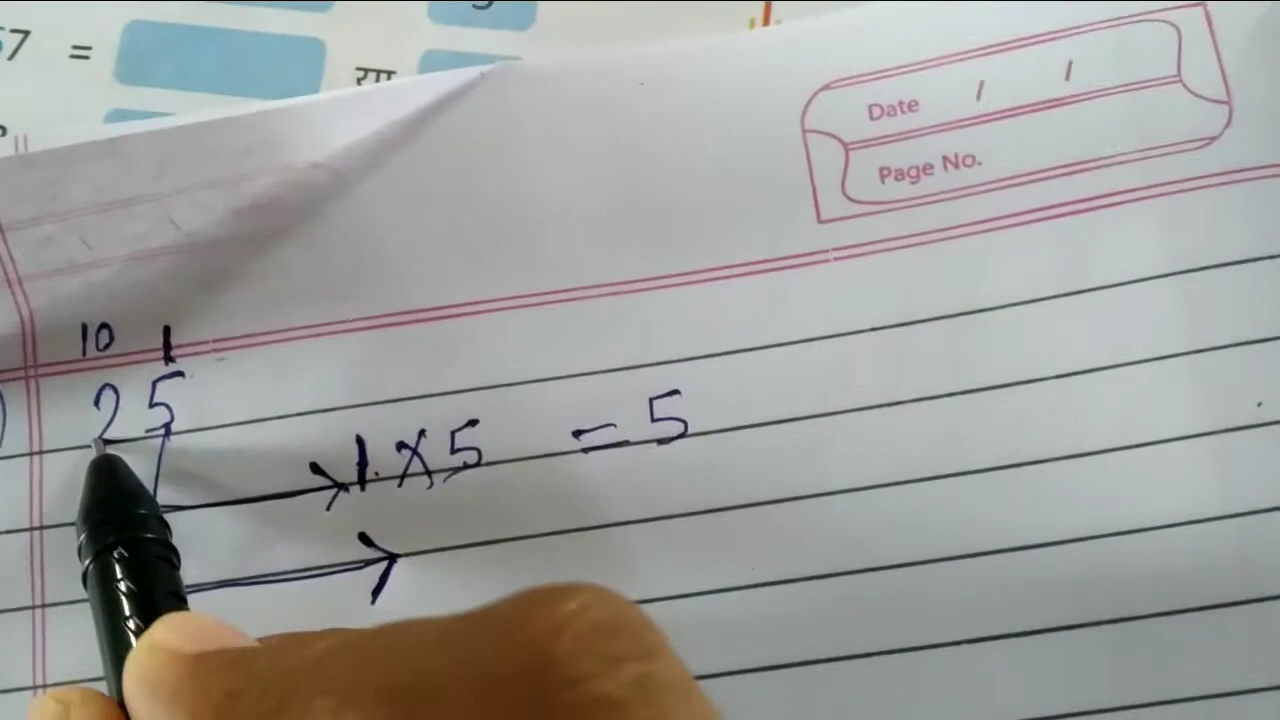 57 =
Date / /
Page No.
10 1
25
1 × 5 = 5